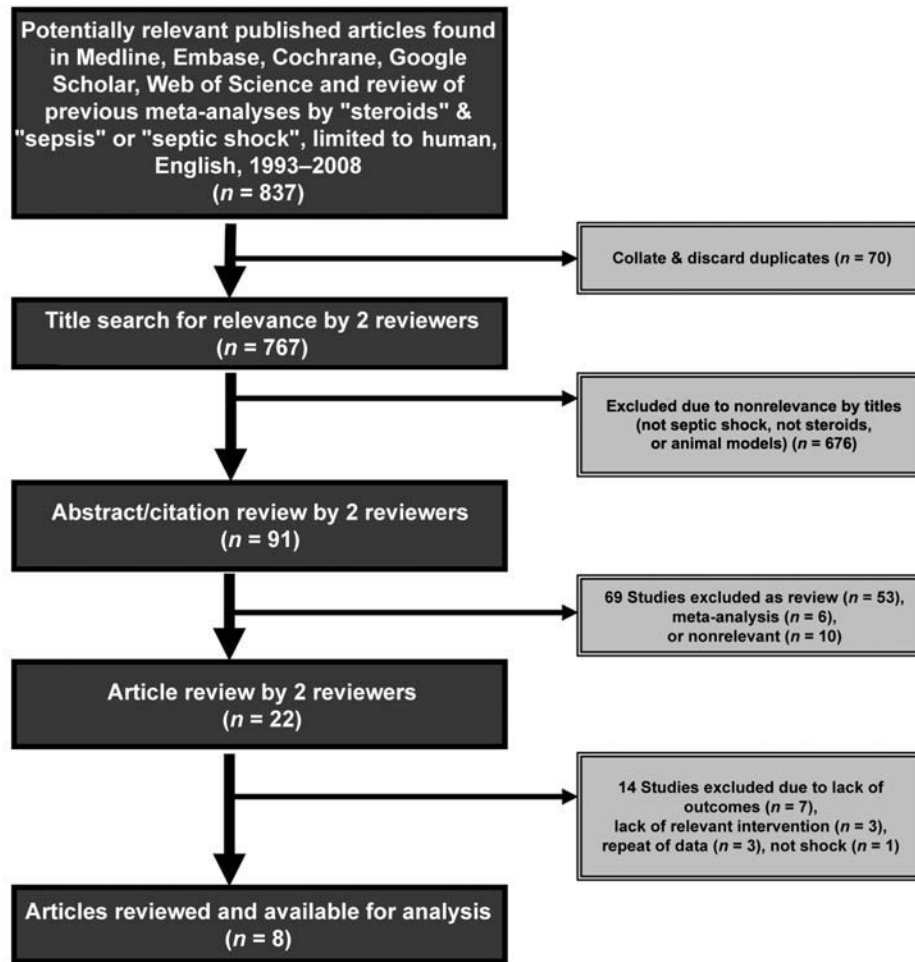 Potentially relevant published articles found
in Medline, Embase, Cochrane, Google
Scholar, Web of Science and review of
previous meta-analyses by "steroids" &
"sepsis" or "septic shock", limited to human,
English, 1993–2008
(n = 837)
Collate & discard duplicates (n = 70)
Title search for relevance by 2 reviewers
(n = 767)
Excluded due to nonrelevance by titles
(not septic shock, not steroids,
or animal models) (n = 676)
Abstract/citation review by 2 reviewers
(n = 91)
69 Studies excluded as review (n = 53),
meta-analysis (n = 6),
or nonrelevant (n = 10)
Article review by 2 reviewers
(n = 22)
14 Studies excluded due to lack of
outcomes (n = 7),
lack of relevant intervention (n = 3),
repeat of data (n = 3), not shock (n = 1)
Articles reviewed and available for analysis
(n = 8)